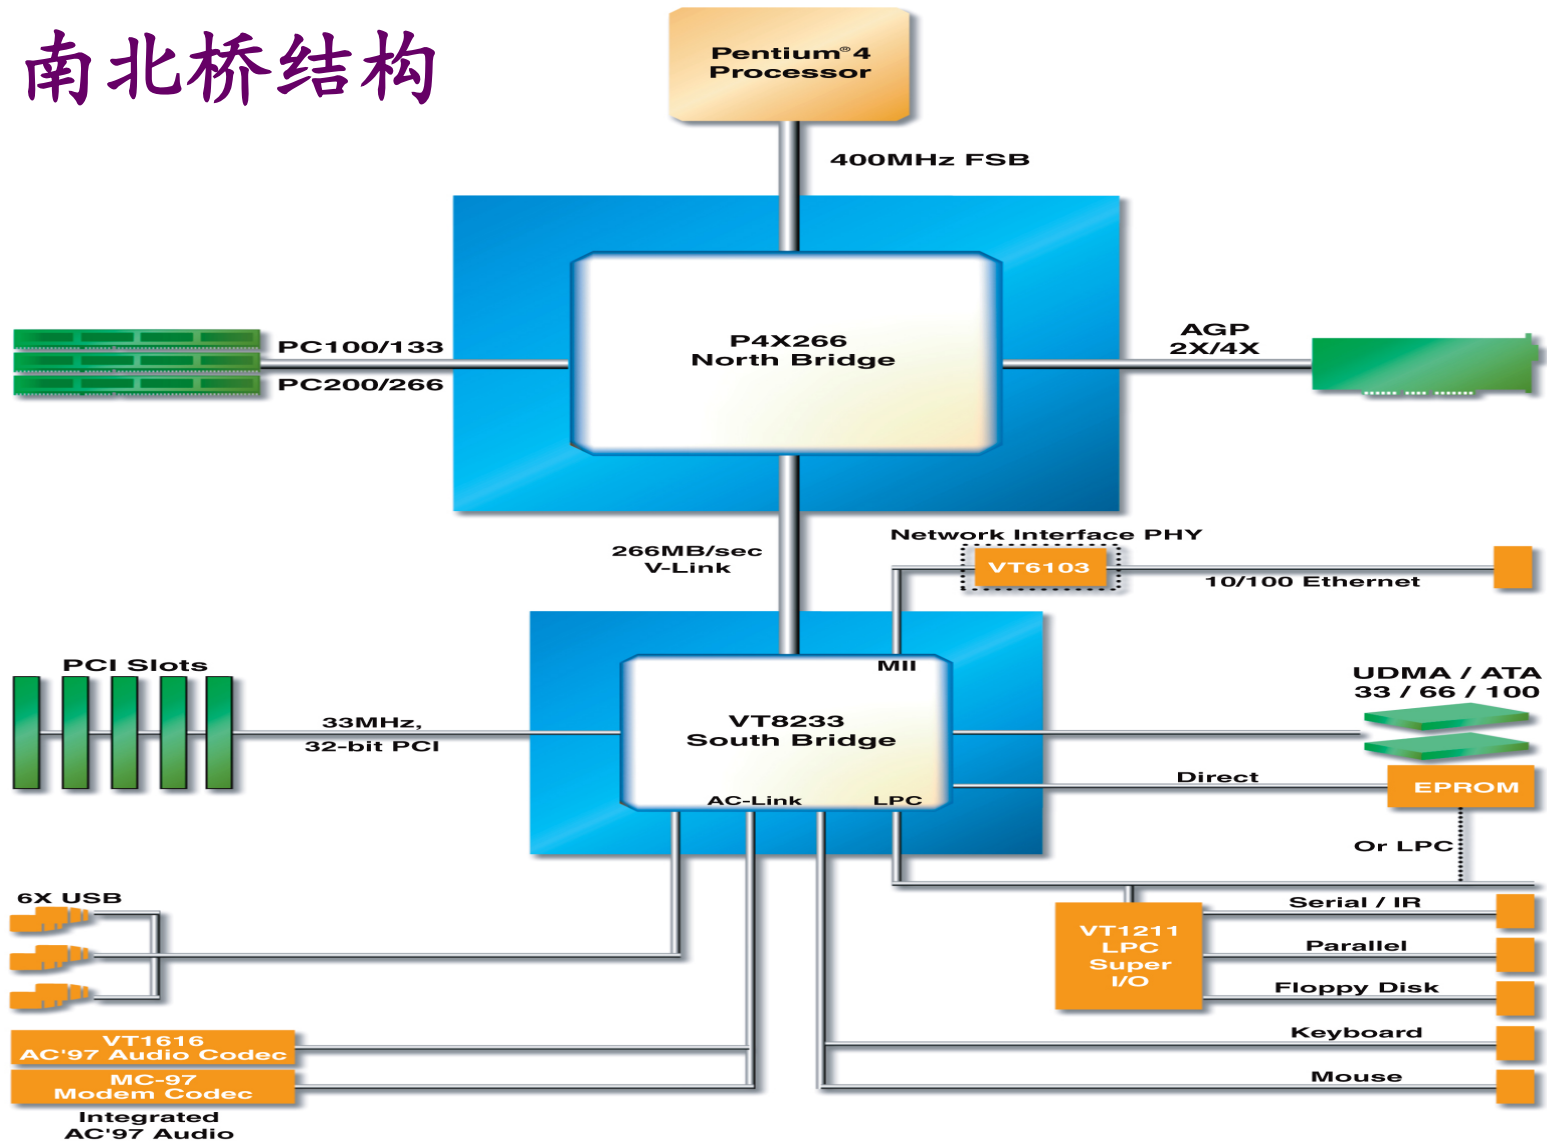 南北桥结构
Pentium®4
Processor
400MHz FSB
PC100/133
PC200/266
P4X266
North Bridge
AGP
2X/4X
266MB/sec
V-Link
Network Interface PHY
VT6103
10/100 Ethernet
MII
PCI Slots
33MHz,
32-bit PCI
VT8233
South Bridge
AC-Link
LPC
UDMA / ATA
33 / 66 / 100
Direct
EPROM
Or LPC
6X USB
VT1211
LPC
Super
I/O
Serial / IR
Parallel
Floppy Disk
Keyboard
Mouse
VT1616
AC'97 Audio Codec
MC-97
Modem Codec
Integrated
AC'97 Audio